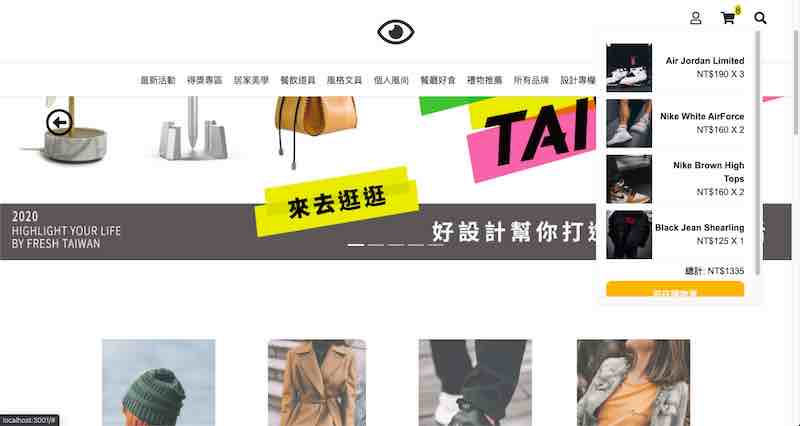 8
最新活動 得獎專區 居家美學 餐飲道具 風格文具 個人風尚 餐廳好食 禮物推薦 所有品牌 設計專欄
Air Jordan Limited
NT$190 X 3
Nike White AirForce
NT$160 X 2
Nike Brown High
Tops
NT$160 X 2
Black Jean Shearling
NT$125 X 1
總計: NT$1335
TAI
來去逛逛
2020
HIGHLIGHT YOUR LIFE
BY FRESH TAIWAN
好設計幫你打造
localhost:3001/#